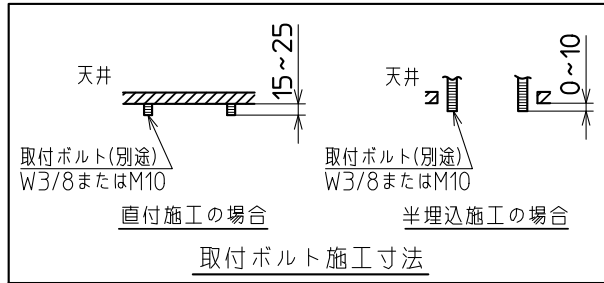 天井
15~25
取付ボルト(別途)
W3/8またはM10
直付施工の場合
天井
0~10
取付ボルト(別途)
W3/8またはM10
半埋込施工の場合
取付ボルト施工寸法